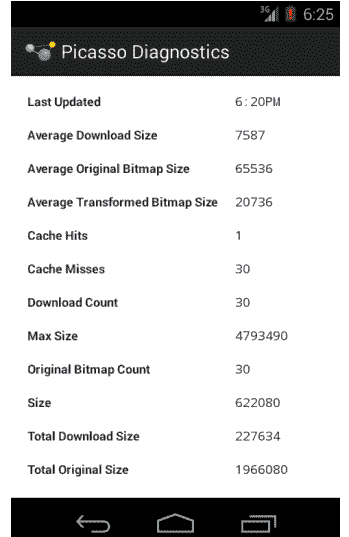 3G 6:25
Picasso Diagnostics
Last Updated 6:20PM
Average Download Size 7587
Average Original Bitmap Size 65536
Average Transformed Bitmap Size 20736
Cache Hits 1
Cache Misses 30
Download Count 30
Max Size 4793490
Original Bitmap Count 30
Size 622080
Total Download Size 227634
Total Original Size 1966080